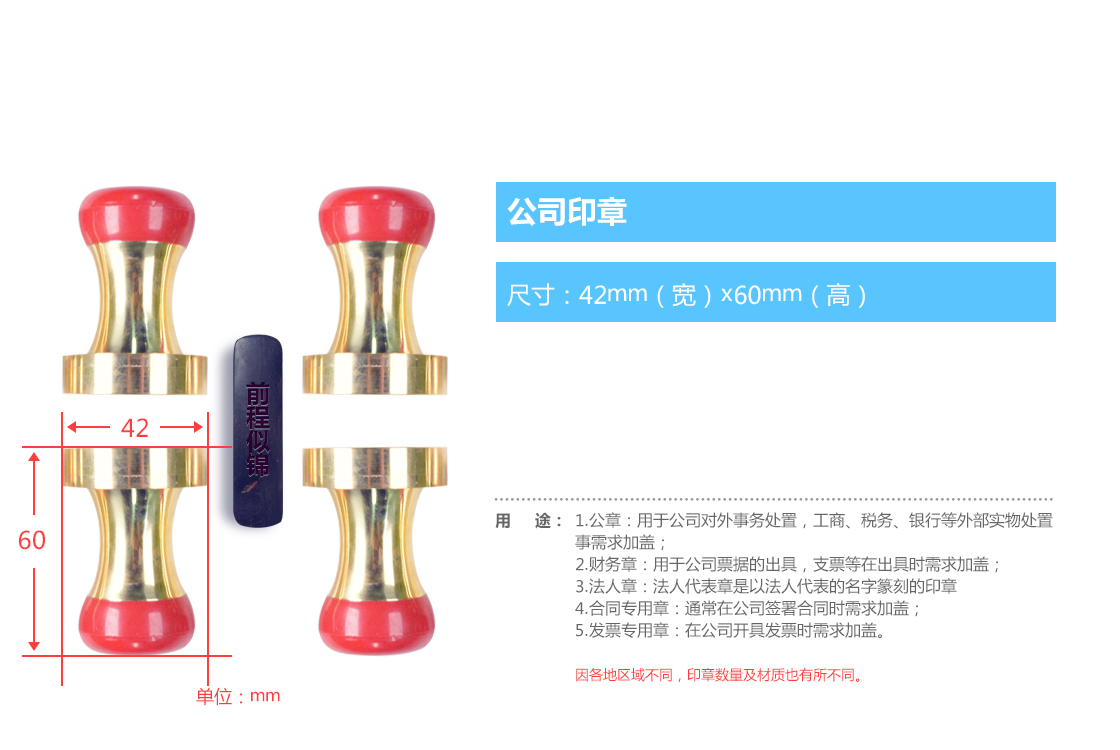 公司印章
尺寸：42mm（宽）x60mm（高）
前程似锦
42
60
单位：mm
用 途：1.公章：用于公司对外事务处置，工商、税务、银行等外部实物处置
事需求加盖；
2.财务章：用于公司票据的出具，支票等在出具时需求加盖；
3.法人章：法人代表章是以法人代表的名字篆刻的印章
4.合同专用章：通常在公司签署合同时需求加盖；
5.发票专用章：在公司开具发票时需求加盖。
因各地区域不同，印章数量及材质也有所不同。